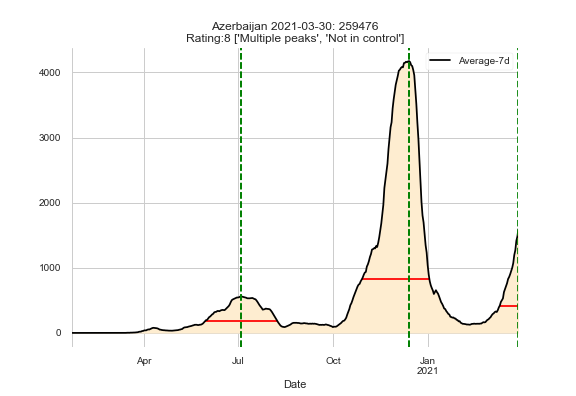 Azerbaijan 2021-03-30: 259476
Rating:8 ['Multiple peaks', 'Not in control']
Average-7d
4000
3000
2000
1000
0
Apr Jul Oct Jan
2021
Date